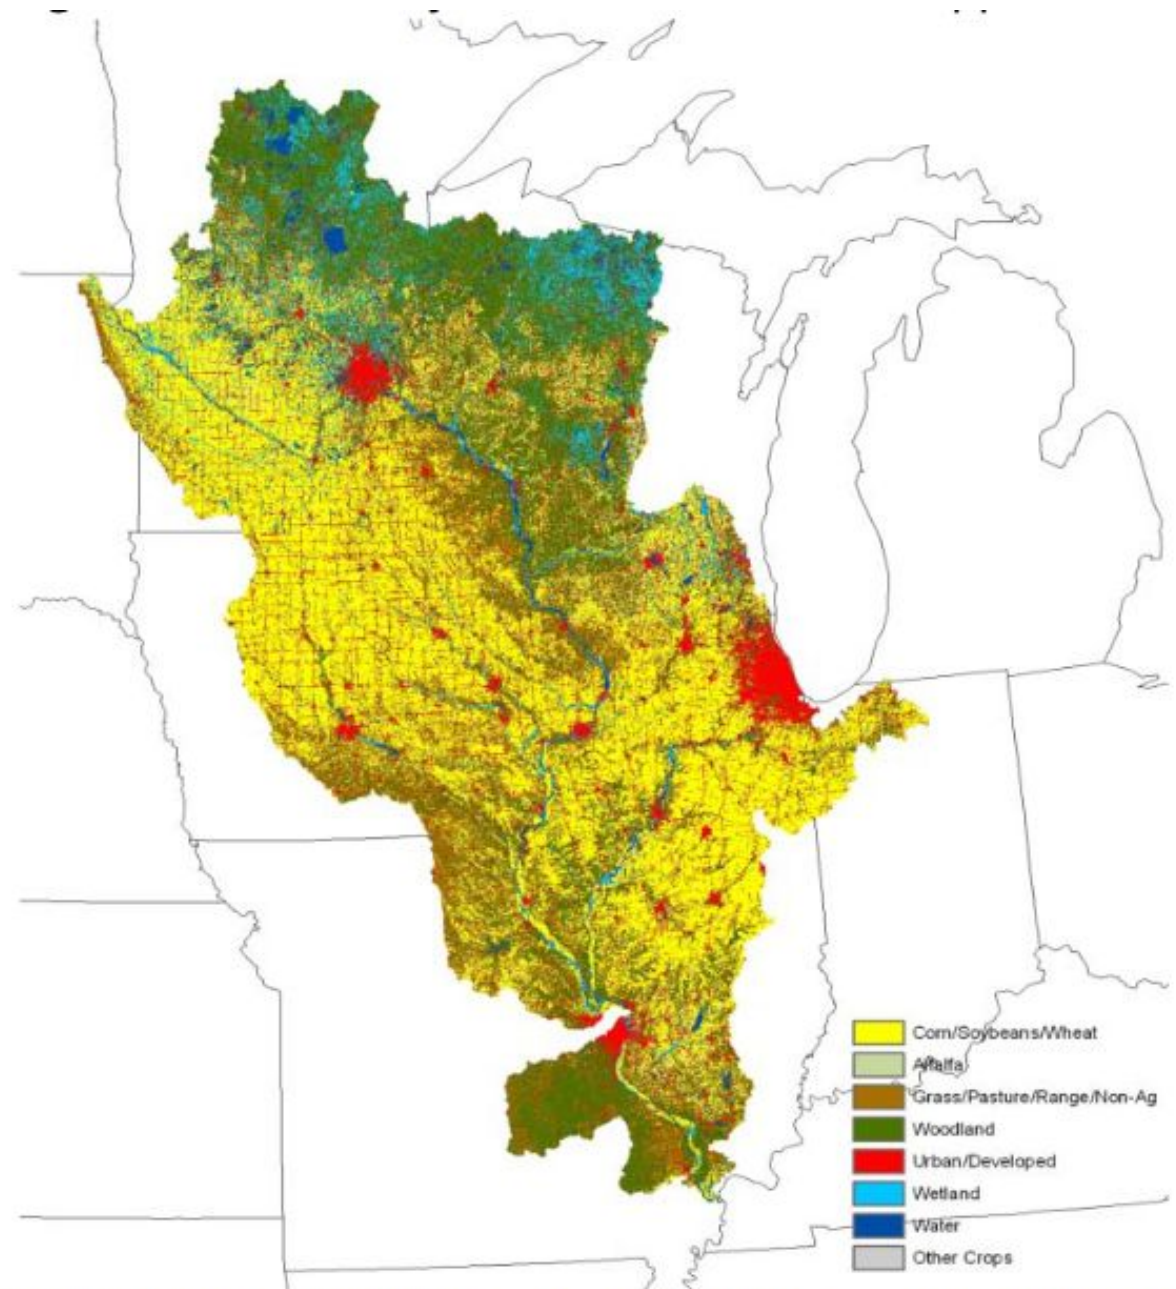 Corn/Soybeans/Wheat
Alfalfa
Grass/Pasture/Range/Non-Ag
Woodland
Urban/Developed
Wetland
Water
Other Crops